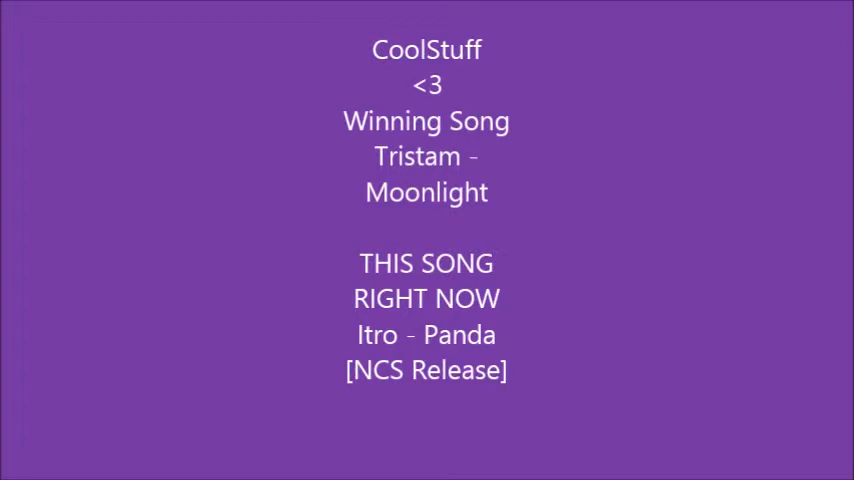 CoolStuff
<3
Winning Song
Tristam -
Moonlight
THIS SONG
RIGHT NOW
Itro - Panda
[NCS Release]